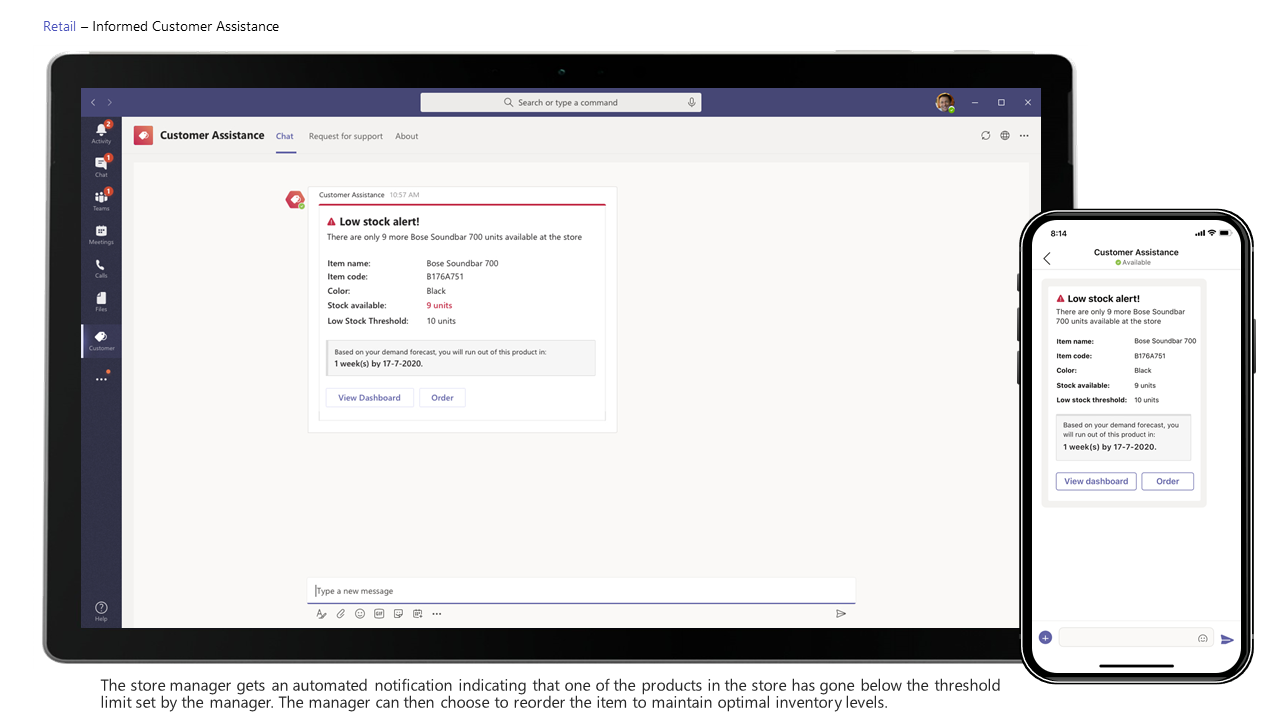 Retail – Informed Customer Assistance
Search or type a command
Customer Assistance
Chat
Request for support
About
2
Activity
1
Chat
1
Teams
Meetings
Calls
Files
Customer
Help
Customer Assistance 10:57 AM
Low stock alert!
There are only 9 more Bose Soundbar 700 units available at the store
Item name: Bose Soundbar 700
Item code: B176A751
Color: Black
Stock available: 9 units
Low Stock Threshold: 10 units
Based on your demand forecast, you will run out of this product in:
1 week(s) by 17-7-2020.
View Dashboard
Order
Type a new message
GIF
8:14
Customer Assistance
Available
Low stock alert!
There are only 9 more Bose Soundbar
700 units available at the store
Item name: Bose Soundbar 700
Item code: B176A751
Color: Black
Stock available: 9 units
Low stock threshold: 10 units
Based on your demand forecast, you
will run out of this product in:
1 week(s) by 17-7-2020.
View dashboard
Order
The store manager gets an automated notification indicating that one of the products in the store has gone below the threshold
limit set by the manager. The manager can then choose to reorder the item to maintain optimal inventory levels.